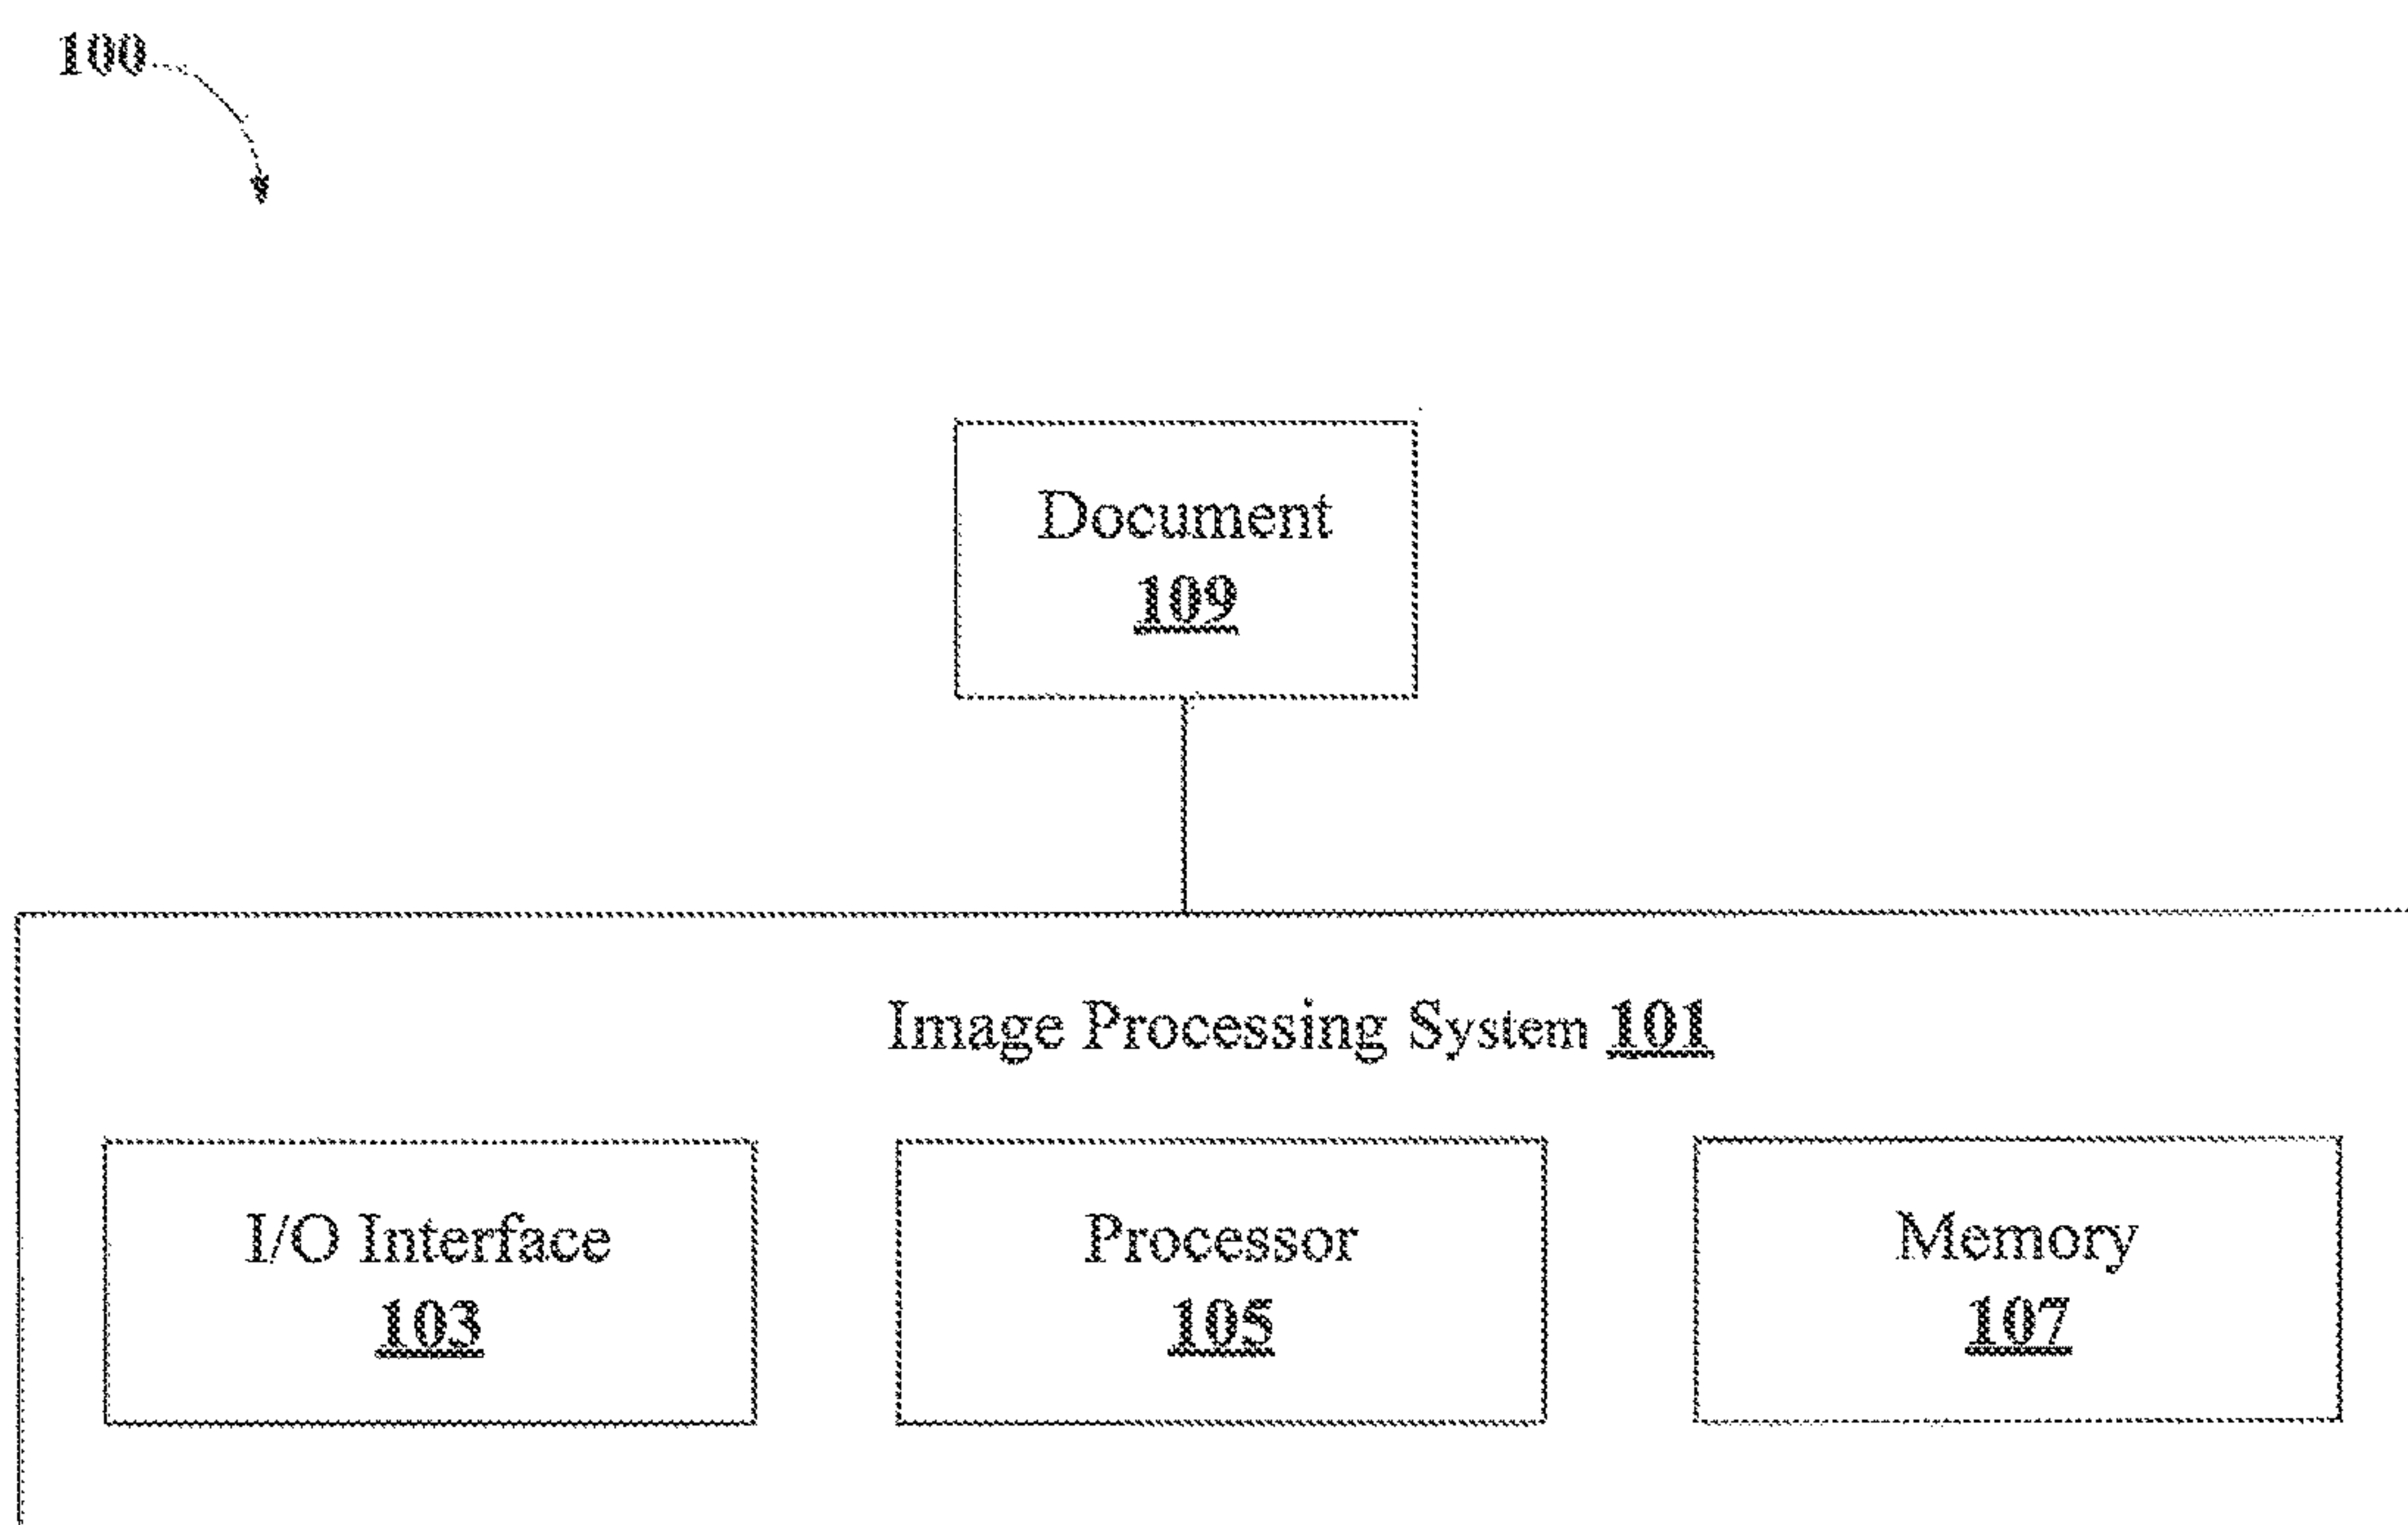 100
Document
109
Image Processing System 101
I/O Interface
103
Processor
105
Memory
107